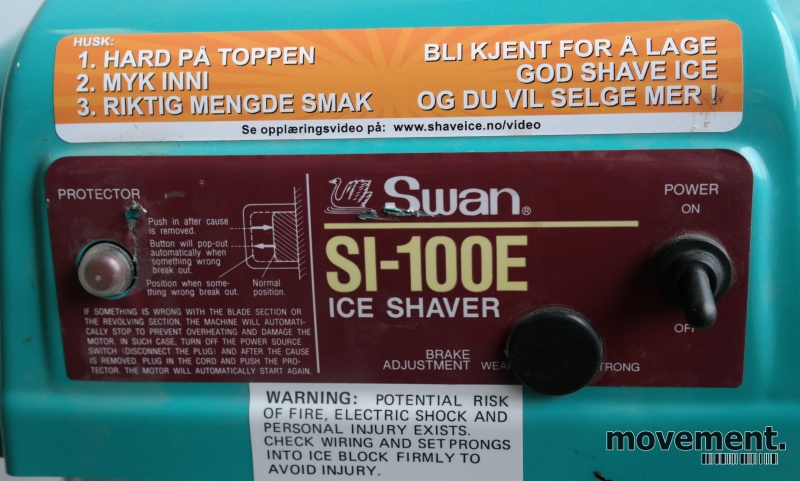 HUSK:
1. HARD PÅ TOPPEN
2. MYK INNI
3. RIKTIG MENGDE SMAK
BLI KJENT FOR Å LAGE
GOD SHAVE ICE
OG DU VIL SELGE MER !
Se opplæringsvideo på: www.shaveice.no/video
PROTECTOR
Push in after cause
is removed.
Button will pop-out
automatically when
something wrong
break out.
Position when some-
thing wrong break out.
Normal
position.
IF SOMETHING IS WRONG WITH THE BLADE SECTION OR
THE REVOLVING SECTION, THE MACHINE WILL AUTOMATI-
CALLY STOP TO PREVENT OVERHEATING AND DAMAGE THE
MOTOR. IN SUCH CASE, TURN OFF THE POWER SOURCE
SWITCH (DISCONNECT THE PLUG) AND AFTER THE CAUSE
IS REMOVED. PLUG IN THE CORD AND PUSH THE PRO-
TECTOR. THE MOTOR WILL AUTOMATICALLY START AGAIN.
Swan®
SI-100E
ICE SHAVER
BRAKE
ADJUSTMENT
POWER
ON
OFF
WARNING: POTENTIAL RISK
OF FIRE, ELECTRIC SHOCK AND
PERSONAL INJURY EXISTS.
CHECK WIRING AND SET PRONGS
INTO ICE BLOCK FIRMLY TO
AVOID INJURY.
movement.